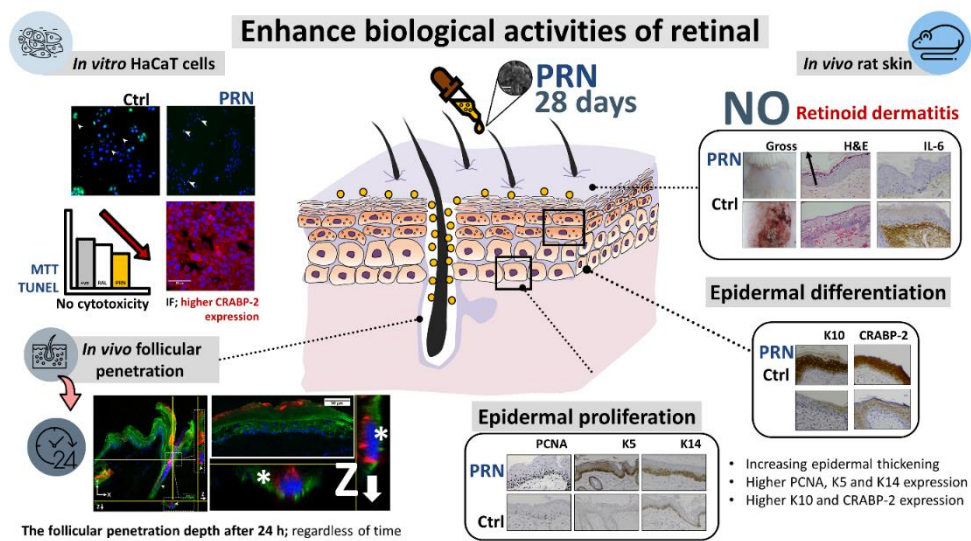 Enhance biological activities of retinal
In vitro HaCaT cells
Ctrl
PRN
MTT
TUNEL
RAL
PRN
No cytotoxicity
IF; higher CRABP-2
expression
PRN
28 days
In vivo rat skin
NO Retinoid dermatitis
Gross
H&E
IL-6
PRN
Ctrl
Epidermal differentiation
K10
CRABP-2
PRN
Ctrl
In vivo follicular
penetration
24
Z
The follicular penetration depth after 24 h; regardless of time
Epidermal proliferation
PCNA
K5
K14
PRN
Ctrl
• Increasing epidermal thickening
• Higher PCNA, K5 and K14 expression
• Higher K10 and CRABP-2 expression